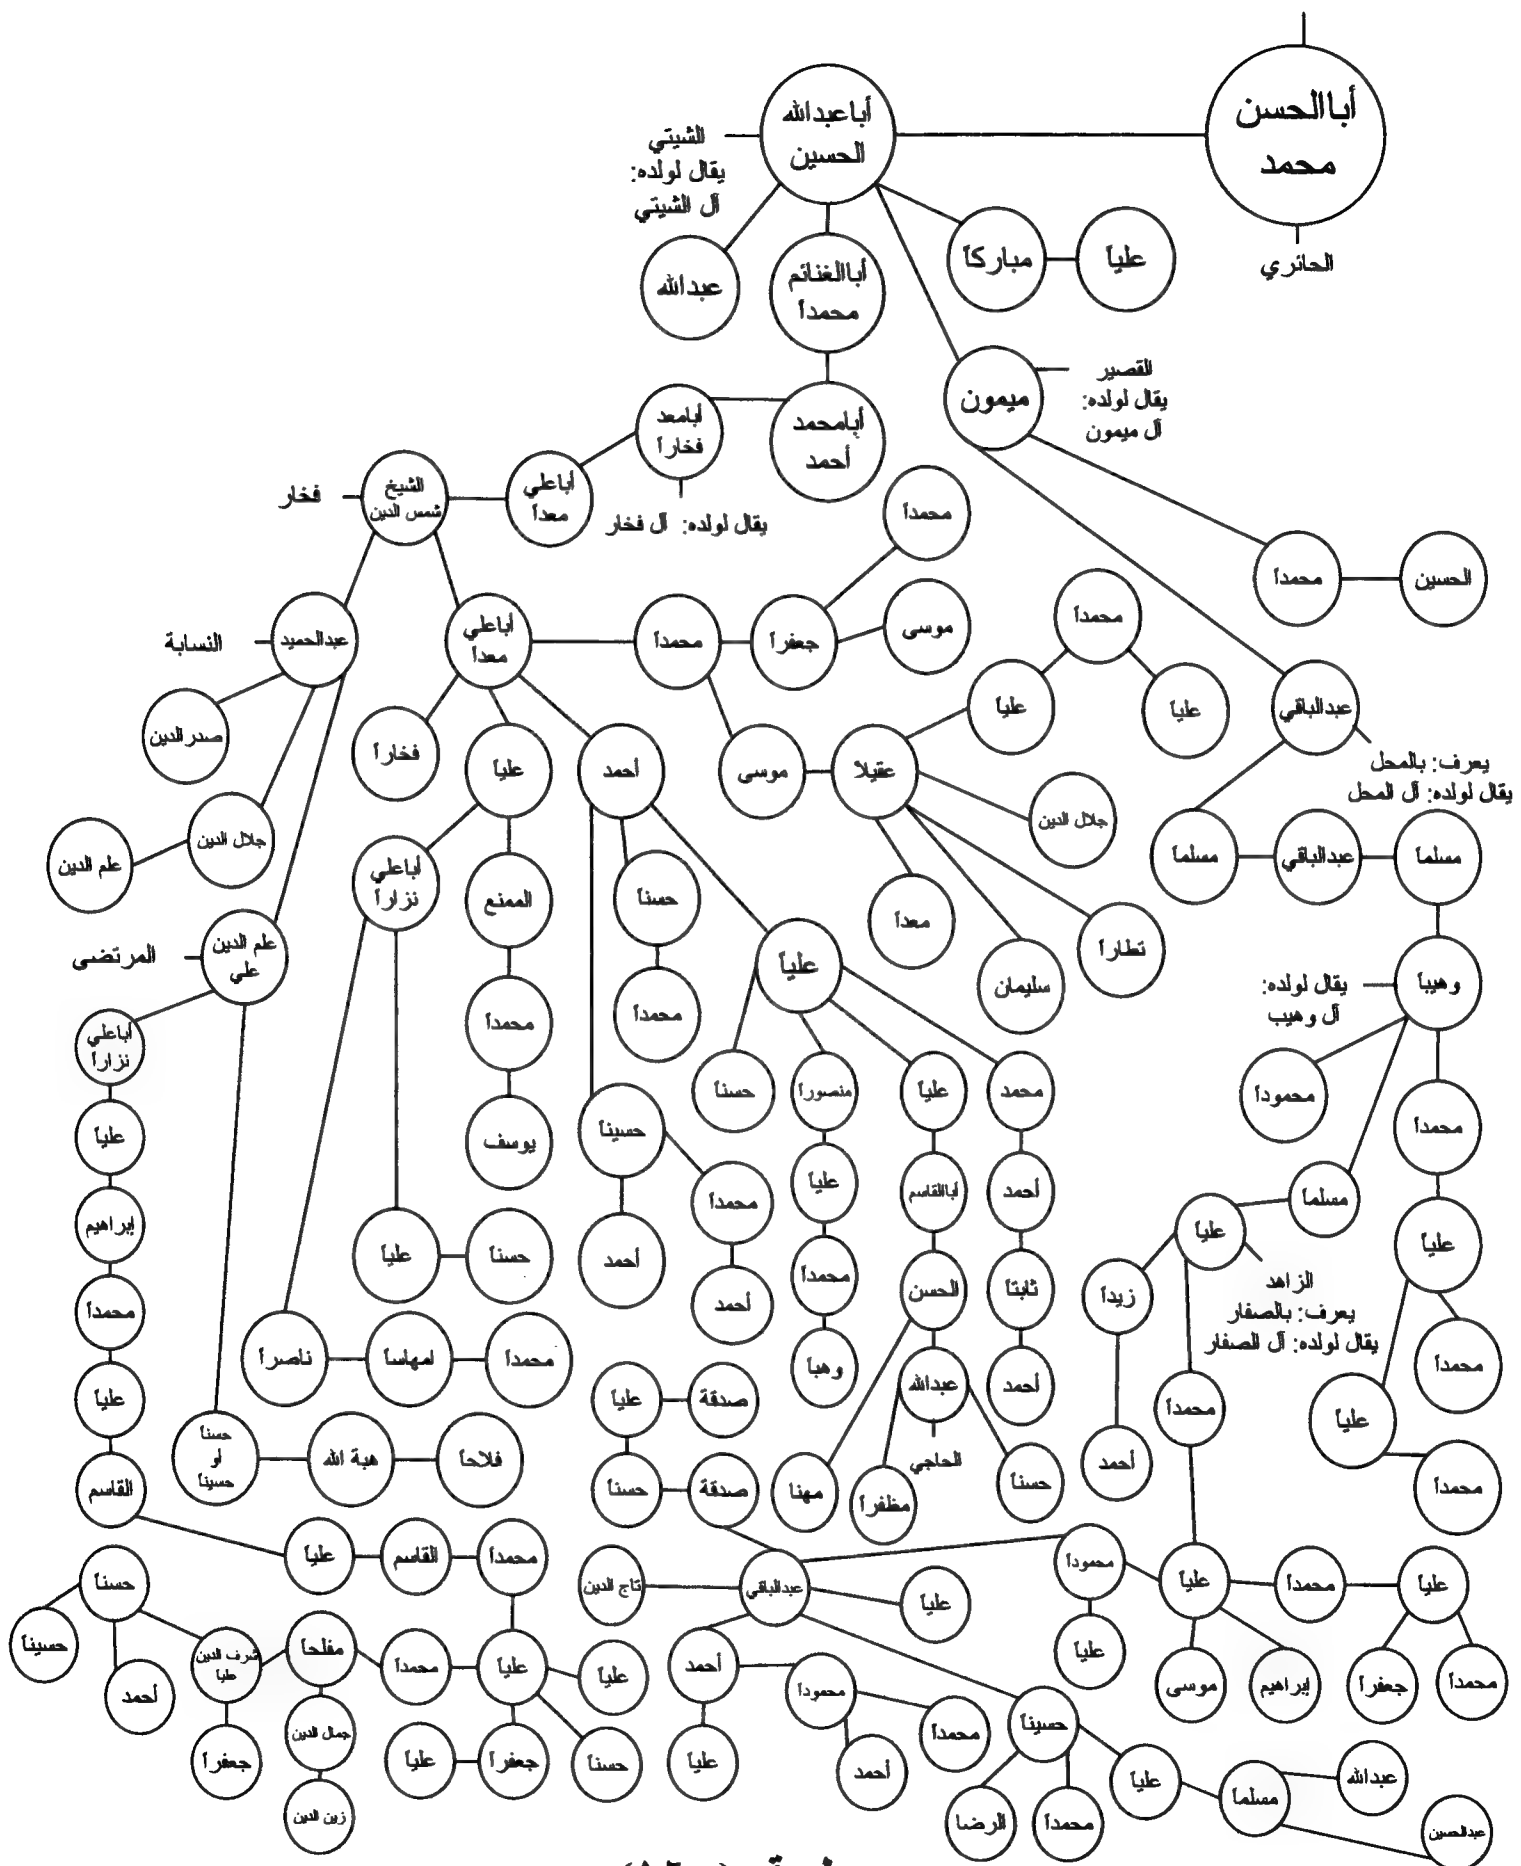 أباالحسن
محمد
الحائري
أباعبدالله
الحسين
الشيتي
يقال لولده:
آل الشيتي
علياً
مباركاً
أباالغنائم
محمداً
عبدالله
ميمون
القصير
يقال لولده:
آل ميمون
أبامحمد
أحمد
أبامعد
فخاراً
يقال لولده: آل فخار
أباعلي
معداً
الشيخ
شمس الدين
فخار
محمداً
الحسين
محمداً
محمداً
موسى
جعفراً
محمداً
أباعلي
معداً
عبدالحميد
النسابة
عبدالباقي
يعرف: بالمحل
يقال لولده: آل المحل
علياً
علياً
صدرالدين
فخاراً
علياً
أحمد
موسى
عقيلاً
جلال الدين
مسلماً
عبدالباقي
مسلماً
جلال الدين
علم الدين
أباعلي
نزاراً
الممنع
حسناً
معداً
سليمان
نطاراً
علياً
وهيباً
يقال لولده:
آل وهيب
علم الدين
علي
المرتضى
محموداً
محمداً
محمداً
محمداً
أباعلي
نزاراً
حسناً
منصوراً
علياً
محمد
يوسف
حسيناً
علياً
مسلماً
علياً
علياً
الزاهد
يعرف: بالصفار
يقال لولده: آل الصفار
محمداً
علياً
أباالقاسم
أحمد
إبراهيم
علياً
حسناً
أحمد
أحمد
محمداً
الحسن
ثابتاً
زيداً
محمداً
محمداً
ناصراً
امهاساً
محمداً
وهباً
عبدالله
الحاجي
أحمد
محمداً
علياً
علياً
علياً
صدقة
أحمد
محمداً
حسناً
أو
حسيناً
هبة الله
فلاحاً
القاسم
حسناً
صدقة
مهنا
مظفراً
حسناً
علياً
القاسم
محمداً
تاج الدين
عبدالباقي
علياً
محموداً
علياً
محمداً
علياً
حسناً
حسيناً
أحمد
شرف الدين
علياً
مفلحاً
محمداً
علياً
علياً
أحمد
محموداً
محمداً
علياً
موسى
إبراهيم
جعفراً
محمداً
جعفراً
جمال الدين
زين الدين
علياً
جعفراً
حسناً
علياً
أحمد
حسيناً
الرضا
محمداً
علياً
مسلماً
عبدالله
عبدالحسين